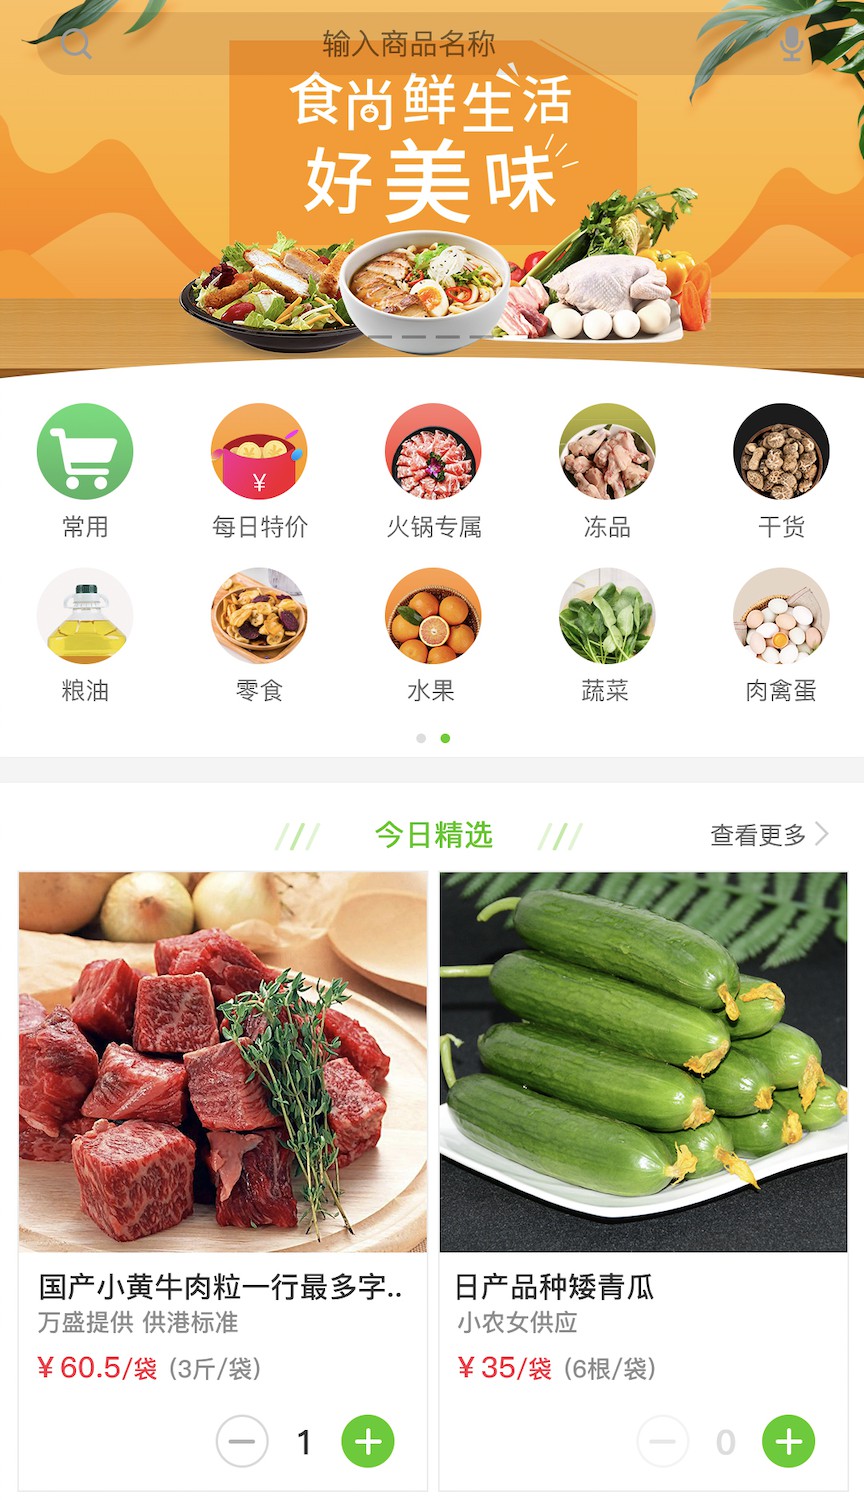 输入商品名称
食尚鲜生活
好美味
常用
每日特价
火锅专属
冻品
干货
¥
粮油
零食
水果
蔬菜
肉禽蛋
今日精选
查看更多
国产小黄牛肉粒一行最多字..
万盛提供 供港标准
¥ 60.5/袋 (3斤/袋)
1
日产品种矮青瓜
小农女供应
¥ 35/袋 (6根/袋)
0